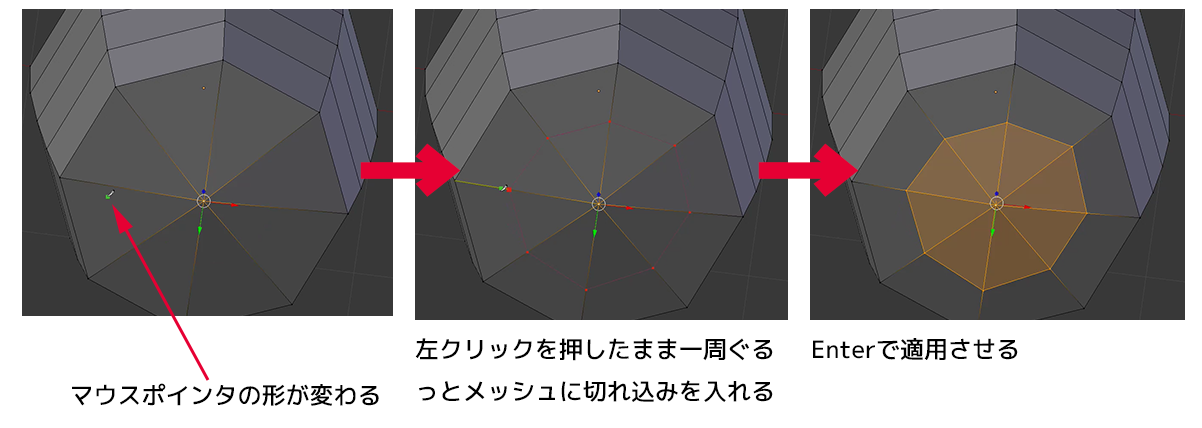 マウスポインタの形が変わる
左クリックを押したまま一周ぐる
っとメッシュに切れ込みを入れる
Enterで適用させる